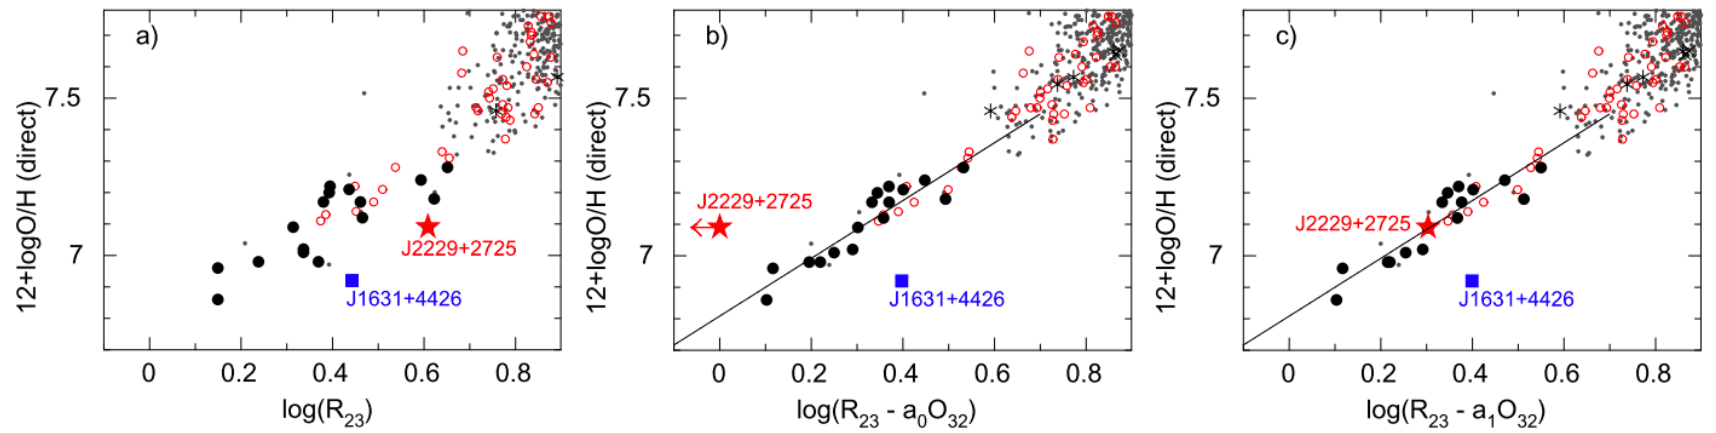 a)
12+logO/H (direct)
7.5
7
J2229+2725
J1631+4426
0 0.2 0.4 0.6 0.8
log(R23)
b)
12+logO/H (direct)
7.5
7
J2229+2725
J1631+4426
0 0.2 0.4 0.6 0.8
log(R23 - a0O32)
c)
12+logO/H (direct)
7.5
7
J2229+2725
J1631+4426
0 0.2 0.4 0.6 0.8
log(R23 - a1O32)